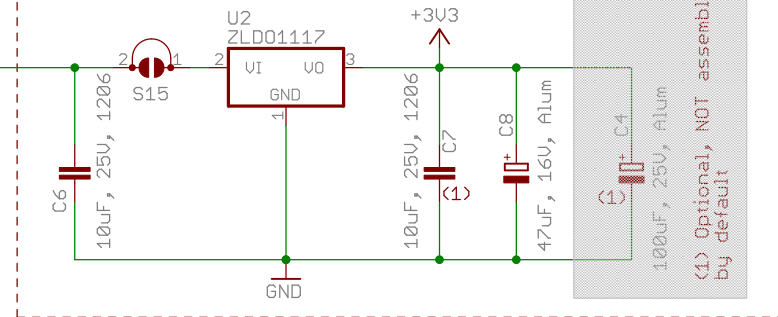 +3V3
U2
ZLDO1117
2
1
S15
2
VI
VO
3
GND
1
C6
10uF, 25V, 1206
10uF, 25V, 1206
C7
(1)
C8
47uF, 16V, Alum
C4
(1)
100uF, 25V, Alum
(1) Optional, NOT assembl
by default
GND